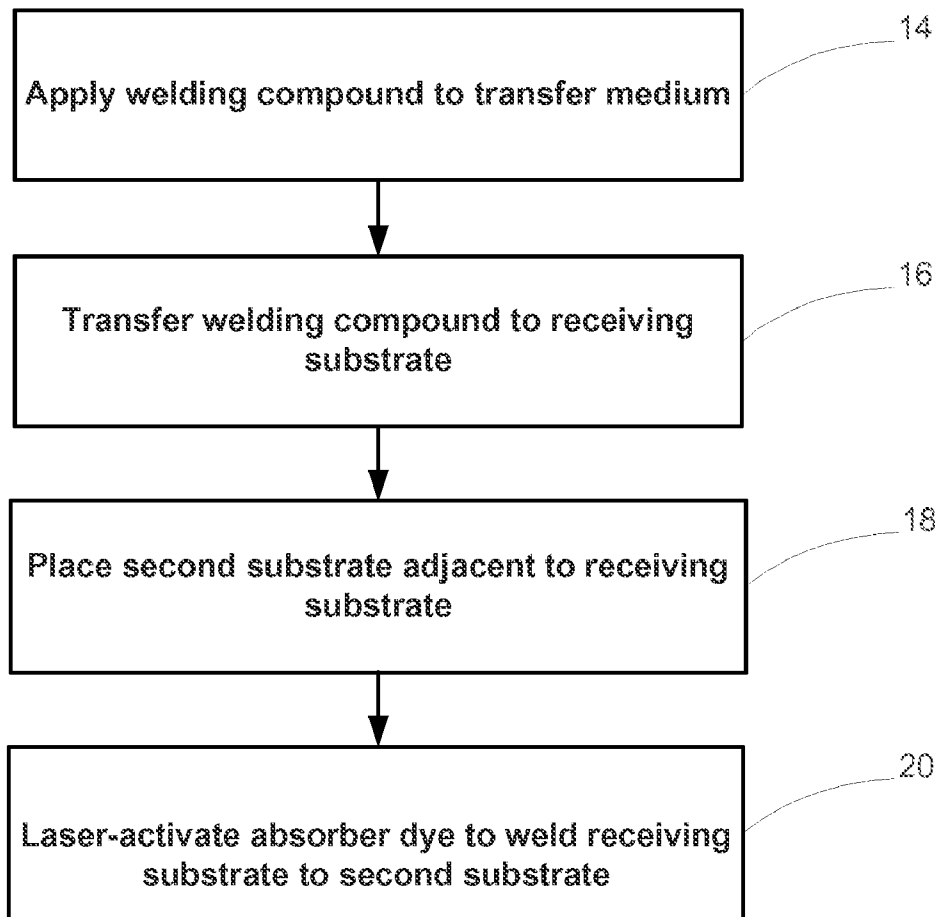 14
Apply welding compound to transfer medium
16
Transfer welding compound to receiving
substrate
18
Place second substrate adjacent to receiving
substrate
20
Laser-activate absorber dye to weld receiving
substrate to second substrate